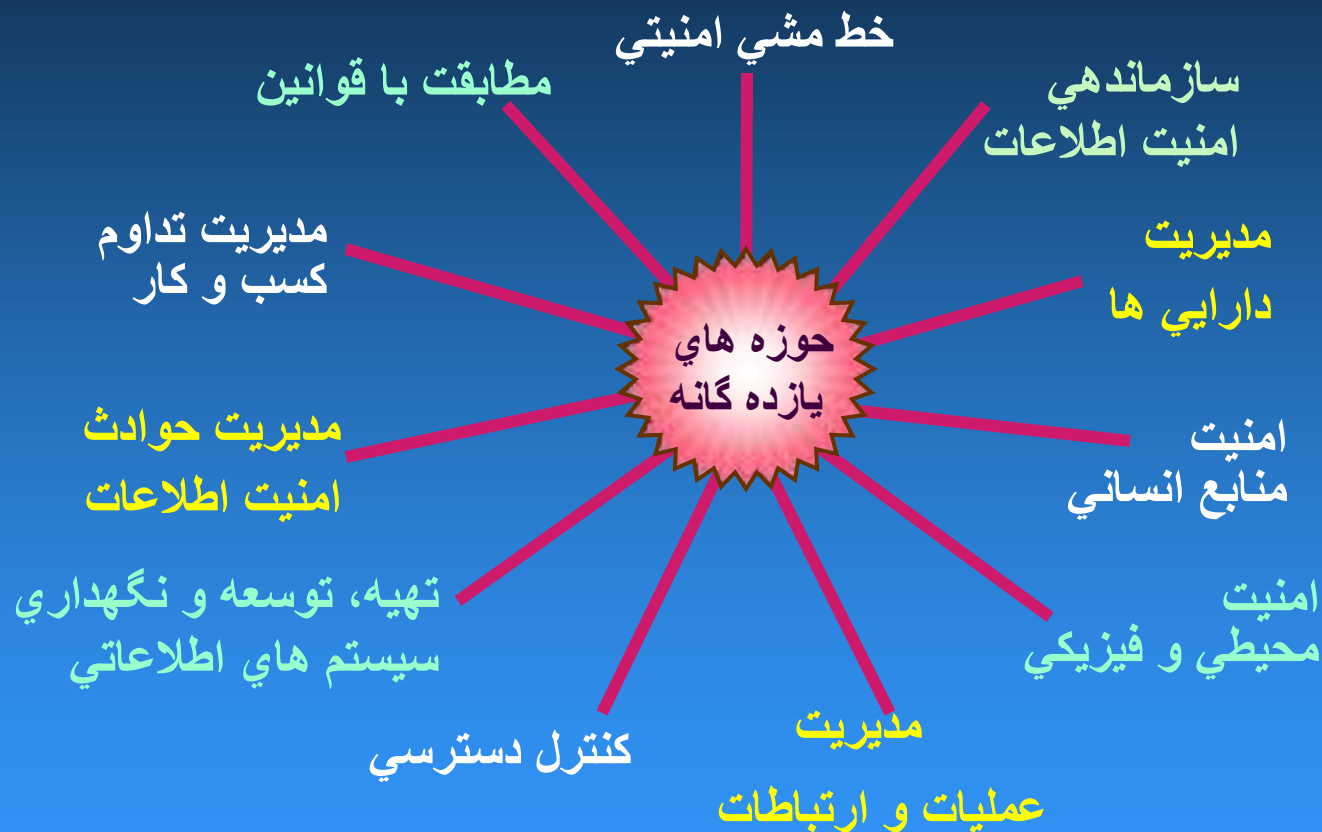 خط مشي امنيتي
سازماندهي
امنيت اطلاعات
مديريت
دارايي ها
امنيت
منابع انساني
امنيت
محيطي و فيزيكي
مديريت
عمليات و ارتباطات
كنترل دسترسي
تهيه، توسعه و نگهداري
سيستم هاي اطلاعاتي
مديريت حوادث
امنيت اطلاعات
مديريت تداوم
كسب و كار
مطابقت با قوانين
حوزه هاي
يازده گانه